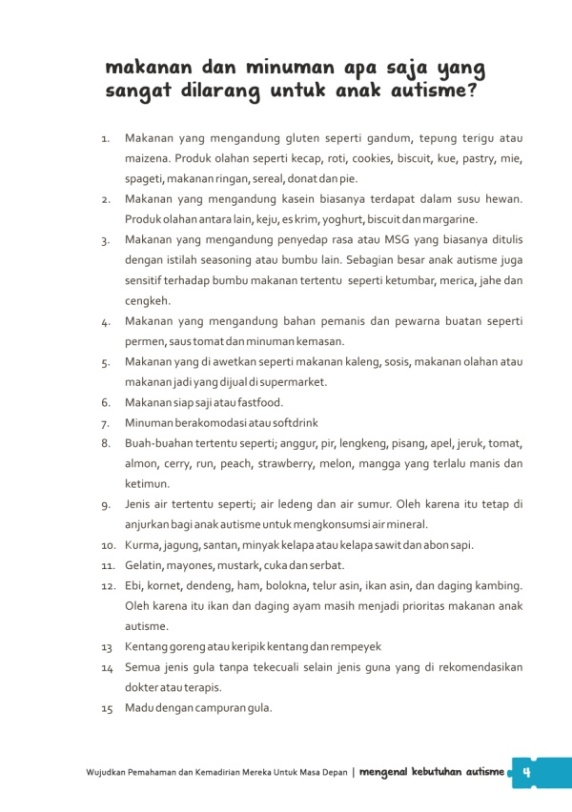 makanan dan minuman apa saja yang
sangat dilarang untuk anak autisme?
1. Makanan yang mengandung gluten seperti gandum, tepung terigu atau
maizena. Produk olahan seperti kecap, roti, cookies, biscuit, kue, pastry, mie,
spageti, makanan ringan, sereal, donat dan pie.
2. Makanan yang mengandung kasein biasanya terdapat dalam susu hewan.
Produk olahan antara lain, keju, es krim, yoghurt, biscuit dan margarine.
3. Makanan yang mengandung penyedap rasa atau MSG yang biasanya ditulis
dengan istilah seasoning atau bumbu lain. Sebagian besar anak autisme juga
sensitif terhadap bumbu makanan tertentu seperti ketumbar, merica, jahe dan
cengkeh.
4. Makanan yang mengandung bahan pemanis dan pewarna buatan seperti
permen, saus tomat dan minuman kemasan.
5. Makanan yang di awetkan seperti makanan kaleng, sosis, makanan olahan atau
makanan jadi yang dijual di supermarket.
6. Makanan siap saji atau fastfood.
7. Minuman berakomodasi atau softdrink
8. Buah-buahan tertentu seperti; anggur, pir, lengkeng, pisang, apel, jeruk, tomat,
almon, cerry, run, peach, strawberry, melon, mangga yang terlalu manis dan
ketimun.
9. Jenis air tertentu seperti; air ledeng dan air sumur. Oleh karena itu tetap di
anjurkan bagi anak autisme untuk mengkonsumsi air mineral.
10. Kurma, jagung, santan, minyak kelapa atau kelapa sawit dan abon sapi.
11. Gelatin, mayones, mustark, cuka dan serbat.
12. Ebi, kornet, dendeng, ham, bolokna, telur asin, ikan asin, dan daging kambing.
Oleh karena itu ikan dan daging ayam masih menjadi prioritas makanan anak
autisme.
13 Kentang goreng atau keripik kentang dan rempeyek
14 Semua jenis gula tanpa tekecuali selain jenis guna yang di rekomendasikan
dokter atau terapis.
15 Madu dengan campuran gula.
Wujudkan Pemahaman dan Kemadirian Mereka Untuk Masa Depan | mengenal kebutuhan autisme 4